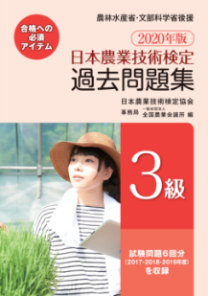 農林水産省・文部科学省後援
合格への
必須
アイテム
2020年版
日本農業技術検定
過去問題集
日本農業技術検定協会
事務局 一般社団法人 全国農業会議所 編
3級
試験問題6回分
(2017・2018・2019年度)
を収録